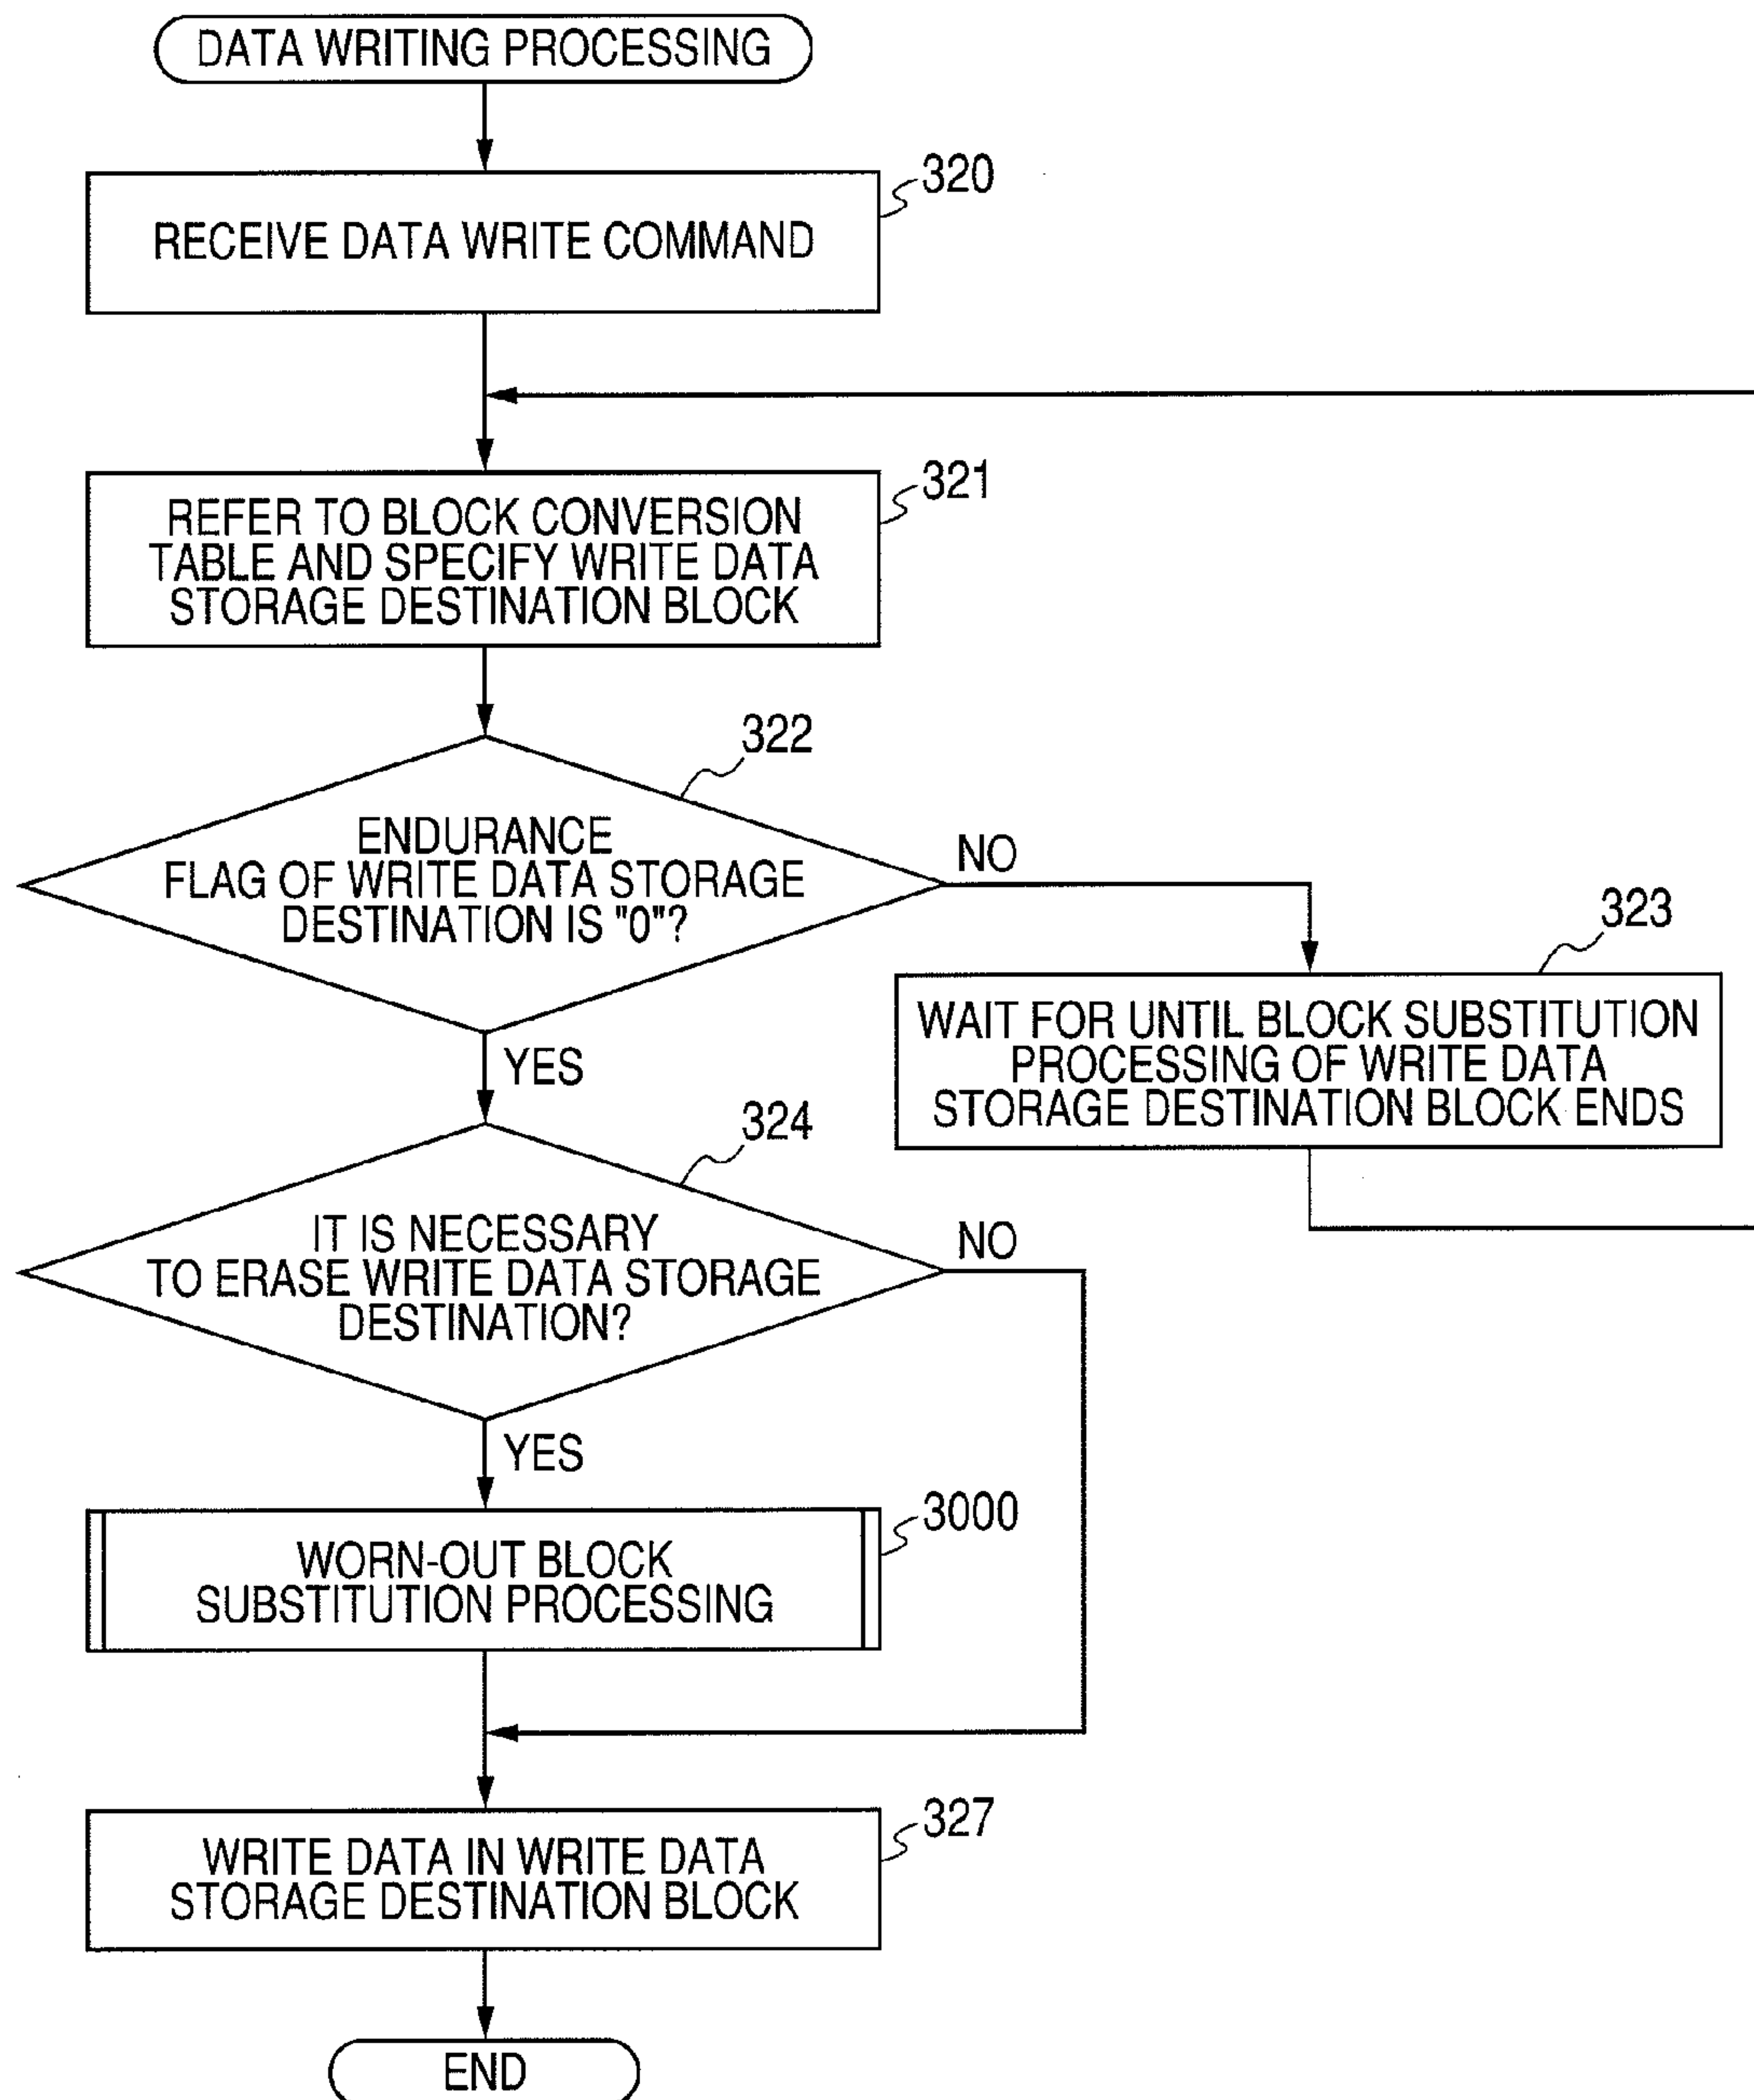 DATA WRITING PROCESSING
320
RECEIVE DATA WRITE COMMAND
321
REFER TO BLOCK CONVERSION
TABLE AND SPECIFY WRITE DATA
STORAGE DESTINATION BLOCK
322
ENDURANCE
FLAG OF WRITE DATA STORAGE
DESTINATION IS "0"?
NO
YES
323
WAIT FOR UNTIL BLOCK SUBSTITUTION
PROCESSING OF WRITE DATA
STORAGE DESTINATION BLOCK ENDS
324
IT IS NECESSARY
TO ERASE WRITE DATA STORAGE
DESTINATION?
NO
YES
3000
WORN-OUT BLOCK
SUBSTITUTION PROCESSING
327
WRITE DATA IN WRITE DATA
STORAGE DESTINATION BLOCK
END